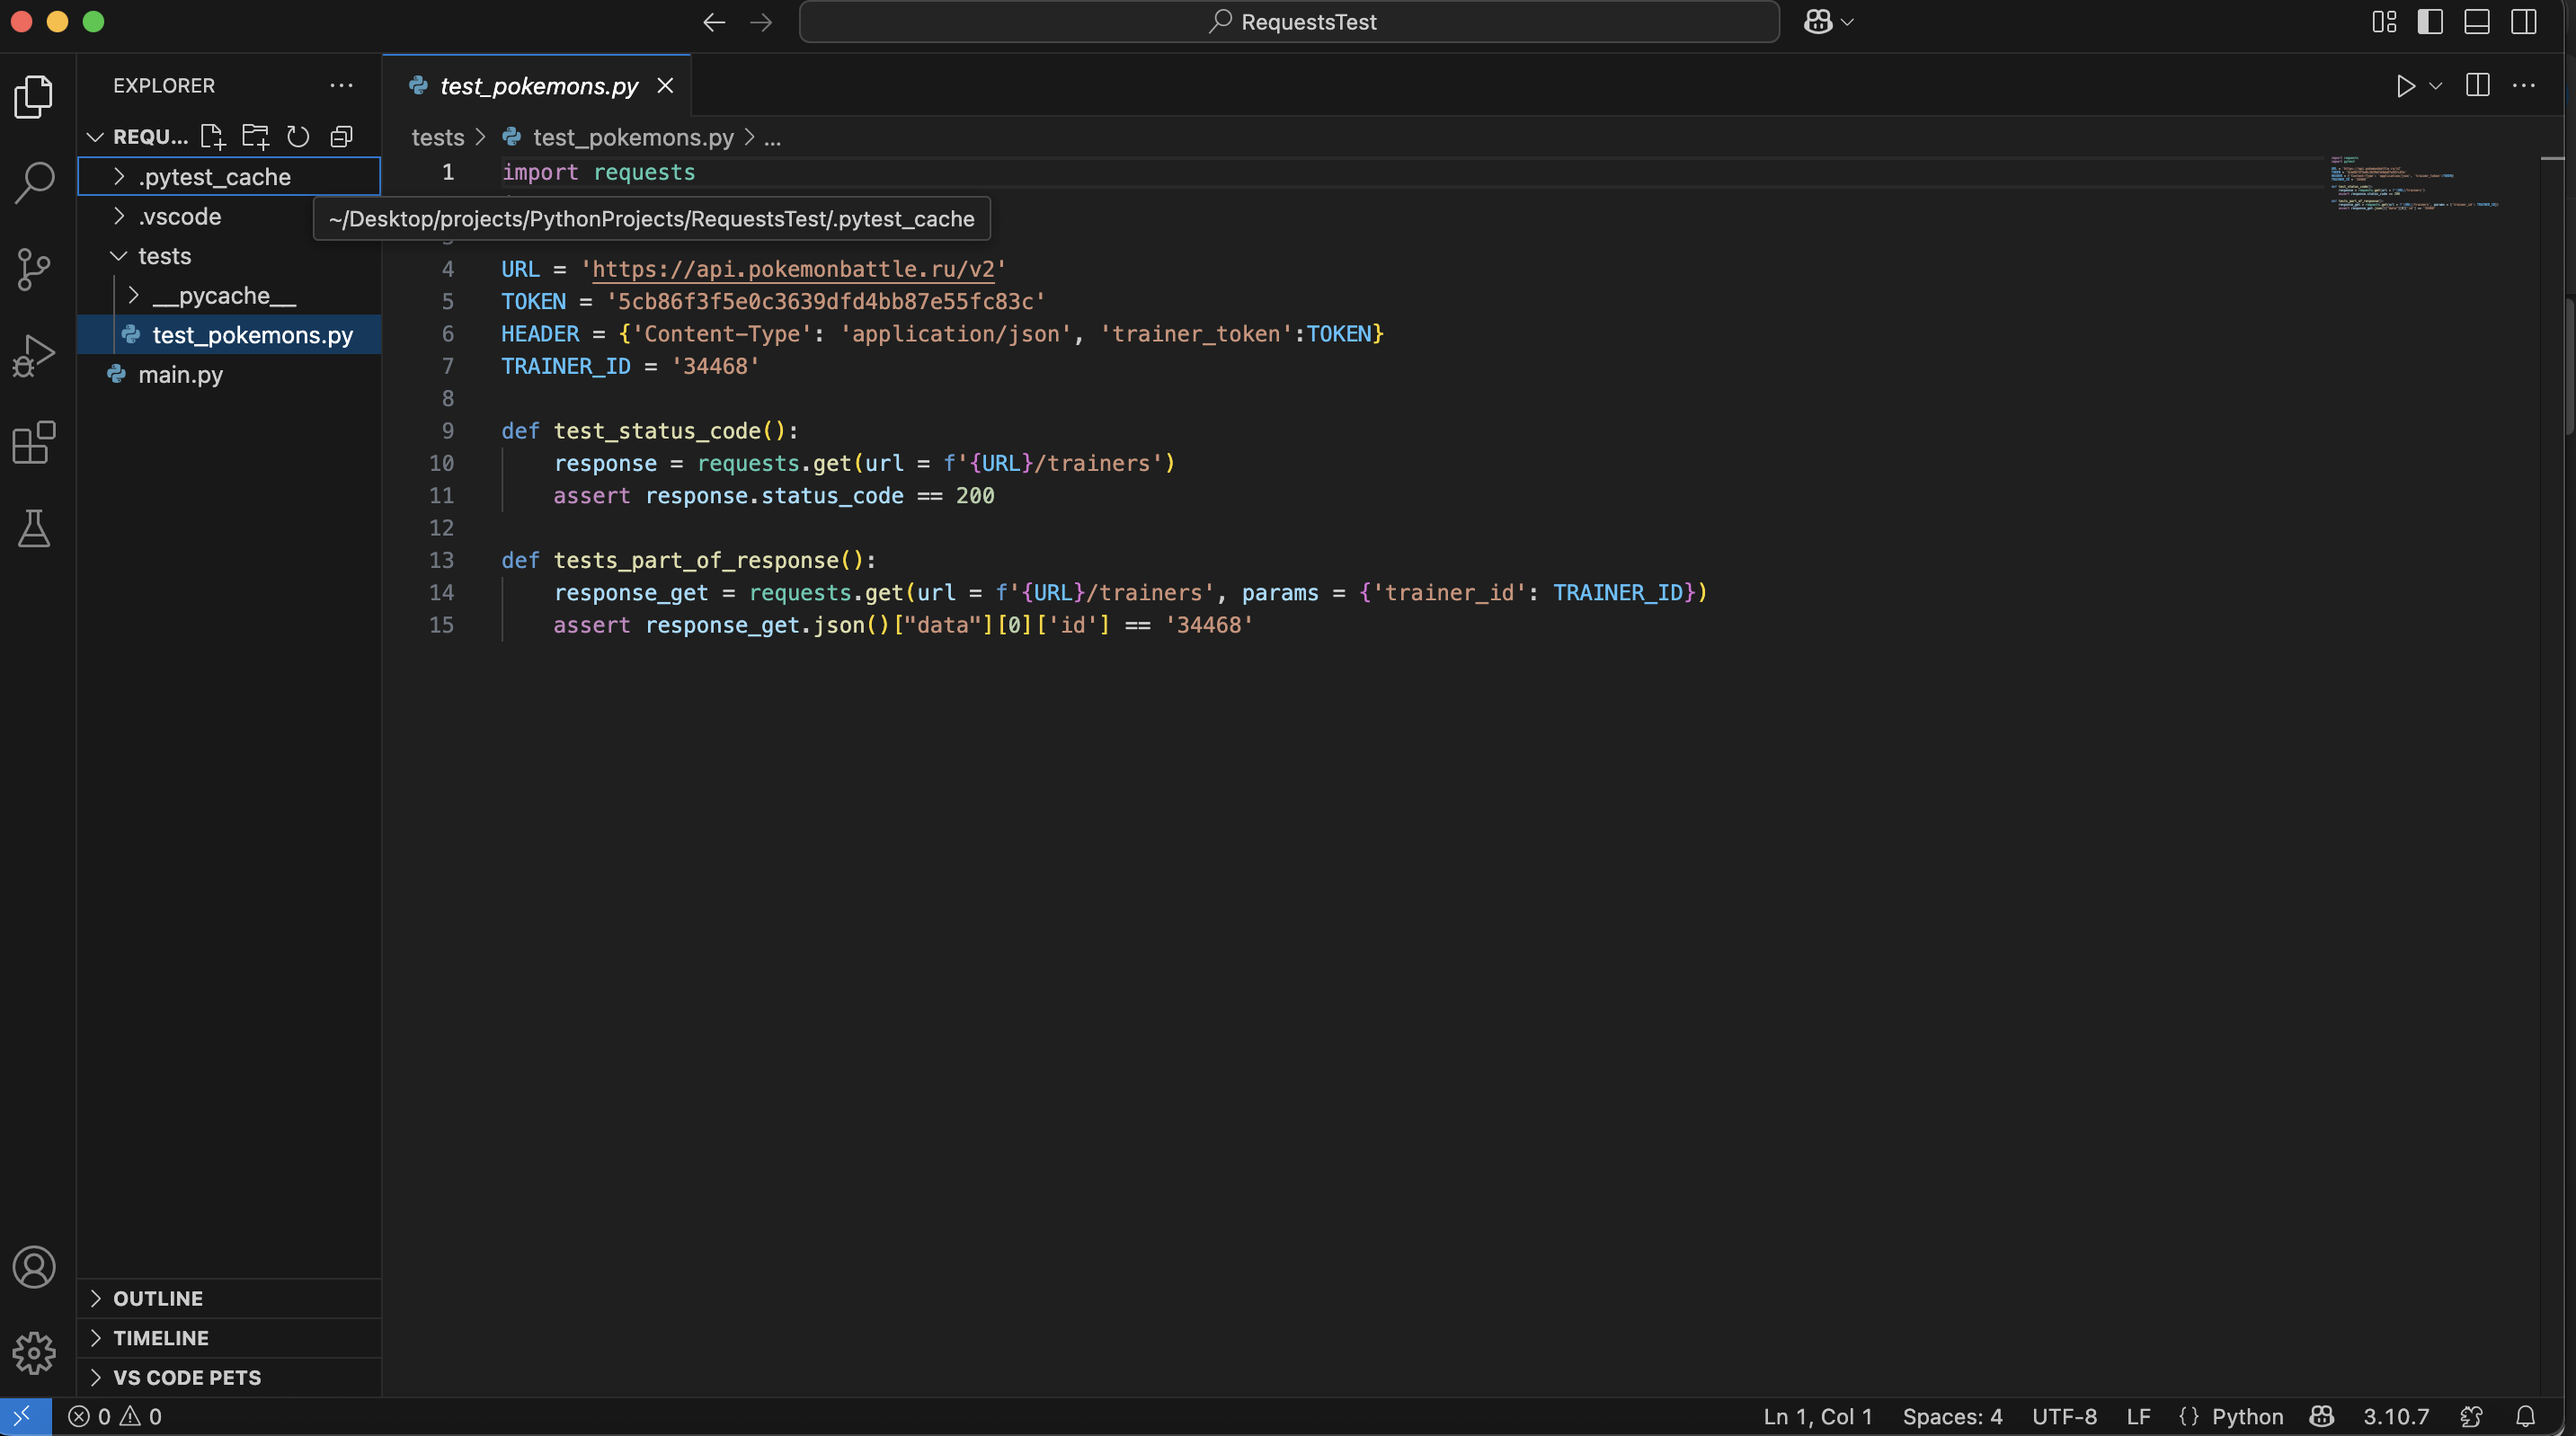 RequestsTest
EXPLORER
REQU...
.pytest_cache
.vscode
tests
__pycache__
test_pokemons.py
main.py
OUTLINE
TIMELINE
VS CODE PETS
test_pokemons.py
tests > test_pokemons.py > ...
1 import requests
~/Desktop/projects/PythonProjects/RequestsTest/.pytest_cache
4 URL = 'https://api.pokemonbattle.ru/v2'
5 TOKEN = '5cb86f3f5e0c3639dfd4bb87e55fc83c'
6 HEADER = {'Content-Type': 'application/json', 'trainer_token':TOKEN}
7 TRAINER_ID = '34468'
8
9 def test_status_code():
10 response = requests.get(url = f'{URL}/trainers')
11 assert response.status_code == 200
12
13 def tests_part_of_response():
14 response_get = requests.get(url = f'{URL}/trainers', params = {'trainer_id': TRAINER_ID})
15 assert response_get.json()["data"][0]['id'] == '34468'
0 0
Ln 1, Col 1 Spaces: 4 UTF-8 LF {} Python 3.10.7